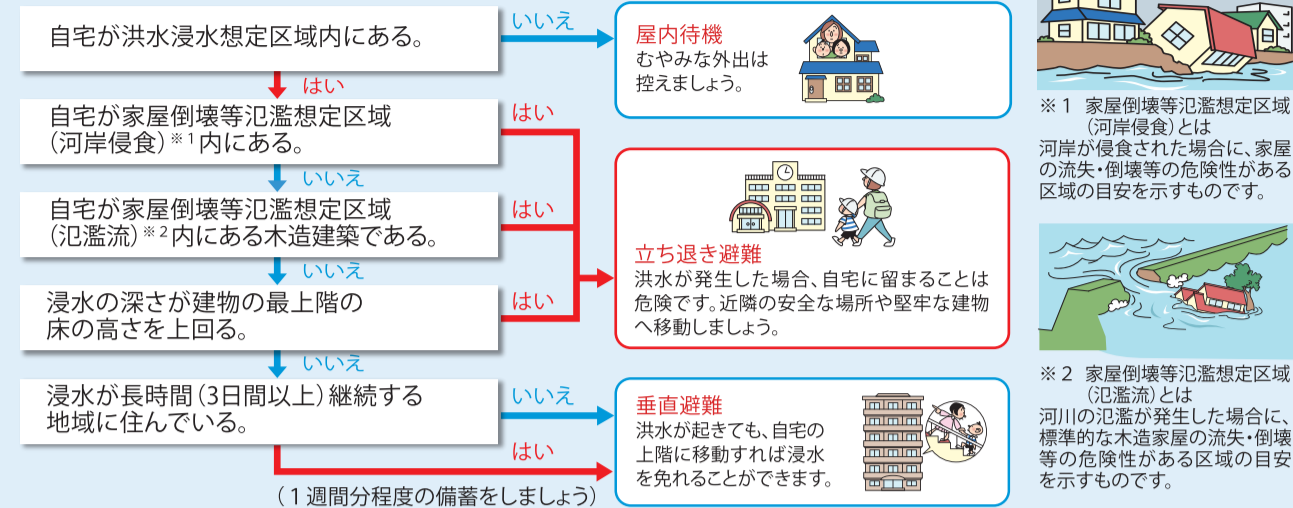 自宅が洪水浸水想定区域内にある。
いいえ
屋内待機
むやみな外出は
控えましょう。
はい
自宅が家屋倒壊等氾濫想定区域
(河岸侵食)※1内にある。
はい
いいえ
自宅が家屋倒壊等氾濫想定区域
(氾濫流)※2内にある木造建築である。
はい
いいえ
浸水の深さが建物の最上階の
床の高さを上回る。
はい
立ち退き避難
洪水が発生した場合、自宅に留まることは
危険です。近隣の安全な場所や堅牢な建物
へ移動しましょう。
いいえ
浸水が長時間(3日間以上)継続する
地域に住んでいる。
いいえ
はい
(1週間分程度の備蓄をしましょう)
垂直避難
洪水が起きても、自宅の
上階に移動すれば浸水
を免れることができます。
※1 家屋倒壊等氾濫想定区域
(河岸侵食)とは
河岸が侵食された場合に、家屋
の流失・倒壊等の危険性がある
区域の目安を示すものです。
※2 家屋倒壊等氾濫想定区域
(氾濫流)とは
河川の氾濫が発生した場合に、
標準的な木造家屋の流失・倒壊
等の危険性がある区域の目安
を示すものです。